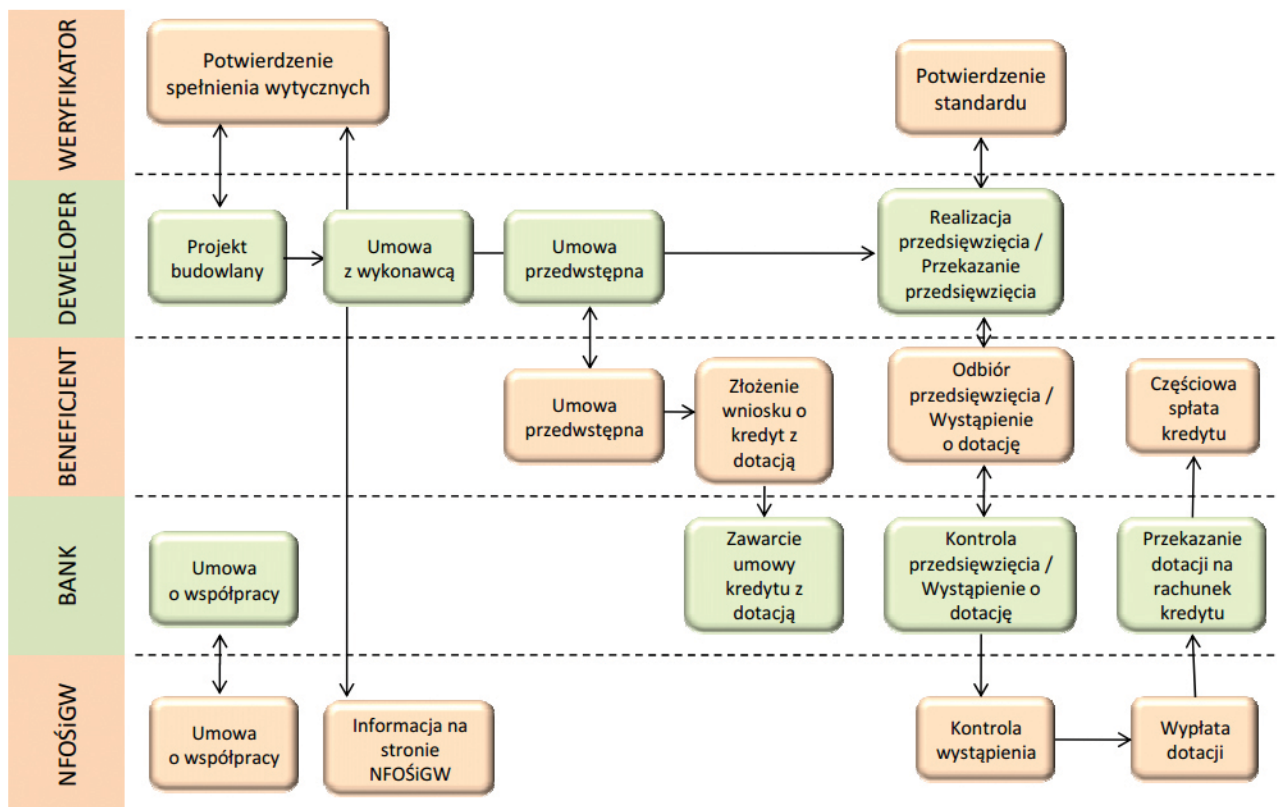 WERYFIKATOR
Potwierdzenie
spełnienia wytycznych
Potwierdzenie
standardu
DEWELOPER
Projekt
budowlany
Umowa
z wykonawcą
Umowa
przedwstępna
Realizacja
przedsięwzięcia /
Przekazanie
przedsięwzięcia
BENEFICJENT
Umowa
przedwstępna
Złożenie
wniosku o
kredyt z
dotacją
Odbiór
przedsięwzięcia /
Wystąpienie
o dotację
Częściowa
spłata
kredytu
BANK
Umowa
o współpracy
Zawarcie
umowy
kredytu z
dotacją
Kontrola
przedsięwzięcia /
Wystąpienie o
dotację
Przekazanie
dotacji na
rachunek
kredytu
NFOŚiGW
Umowa
o współpracy
Informacja na
stronie
NFOŚiGW
Kontrola
wystąpienia
Wypłata
dotacji